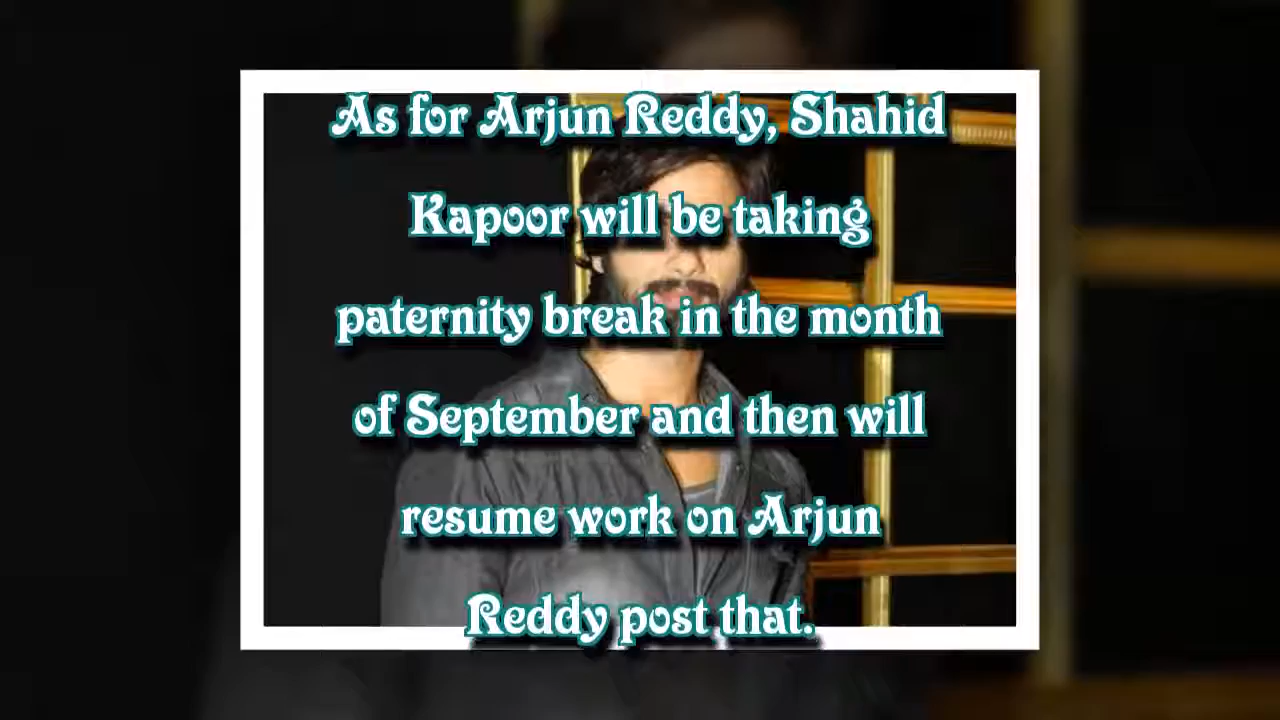 As for Arjun Reddy, Shahid
Kapoor will be taking
paternity break in the month
of September and then will
resume work on Arjun
Reddy post that.